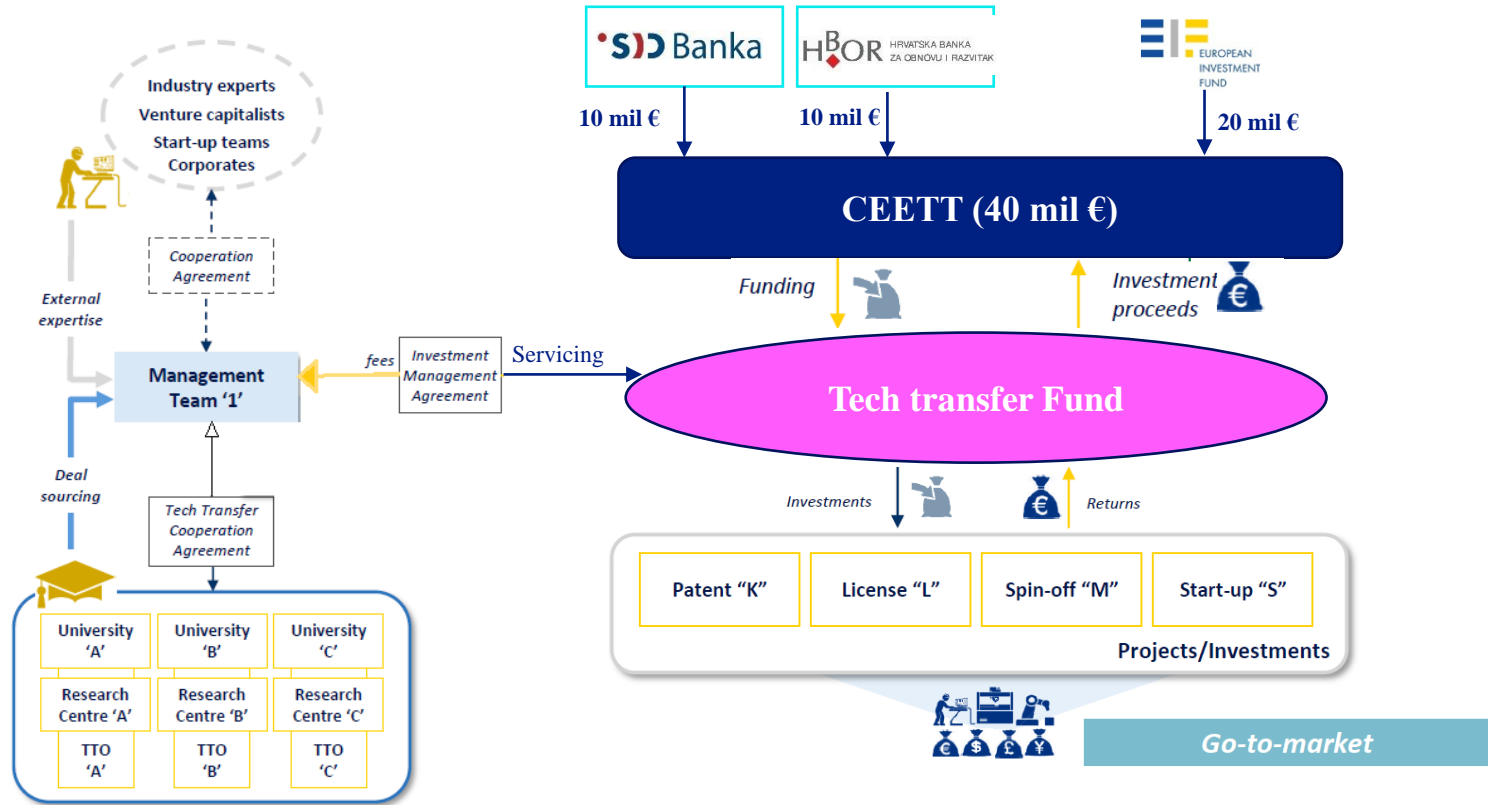 SID Banka
HBOR HRVATSKA BANKA
ZA OBNOVU I RAZVITAK
EUROPEAN
INVESTMENT
FUND
10 mil €
10 mil €
20 mil €
CEETT (40 mil €)
Funding
Investment
proceeds
€
Industry experts
Venture capitalists
Start-up teams
Corporates
Cooperation
Agreement
External
expertise
Management
Team ‘1’
fees
Investment
Management
Agreement
Servicing
Tech transfer Fund
Deal
sourcing
Tech Transfer
Cooperation
Agreement
Investments
€
Returns
Patent “K”
License “L”
Spin-off “M”
Start-up “S”
Projects/Investments
University
‘A’
University
‘B’
University
‘C’
Research
Centre ‘A’
Research
Centre ‘B’
Research
Centre ‘C’
TTO
‘A’
TTO
‘B’
TTO
‘C’
€ $ £ ¥
Go-to-market